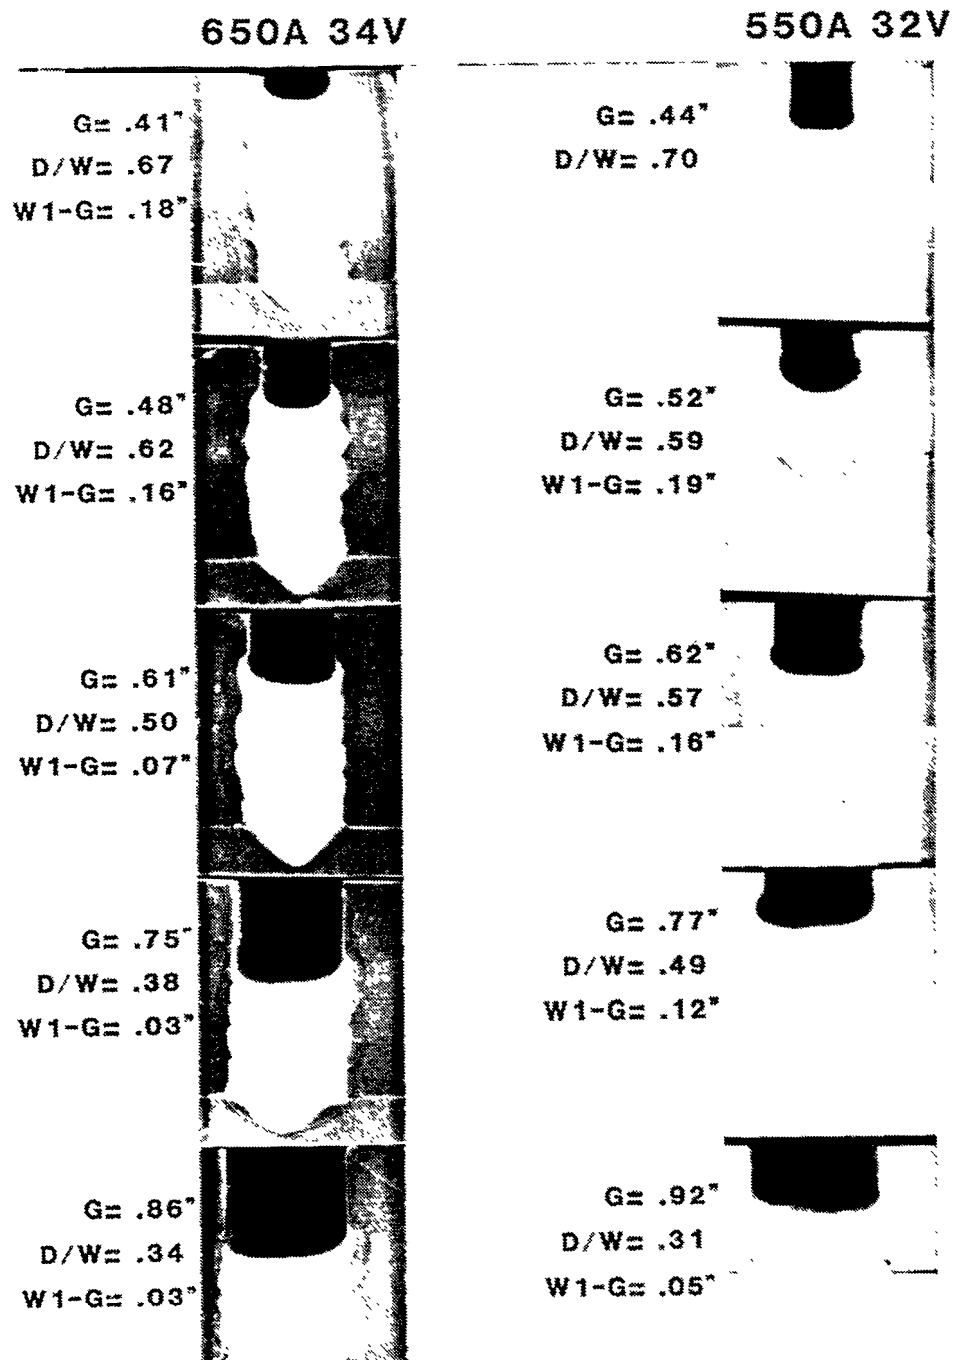 650A 34V
G= .41"
D/W= .67
W1-G= .18"
G= .48"
D/W= .62
W1-G= .16"
G= .61"
D/W= .50
W1-G= .07"
G= .75"
D/W= .38
W1-G= .03"
G= .86"
D/W= .34
W1-G= .03"
550A 32V
G= .44"
D/W= .70
G= .52"
D/W= .59
W1-G= .19"
G= .62"
D/W= .57
W1-G= .16"
G= .77"
D/W= .49
W1-G= .12"
G= .92"
D/W= .31
W1-G= .05"